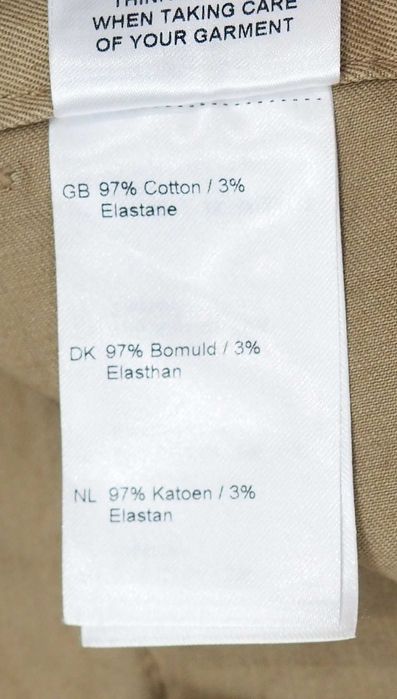 WHEN TAKING CARE
OF YOUR GARMENT
GB 97% Cotton / 3%
Elastane
DK 97% Bomuld / 3%
Elasthan
NL 97% Katoen / 3%
Elastan